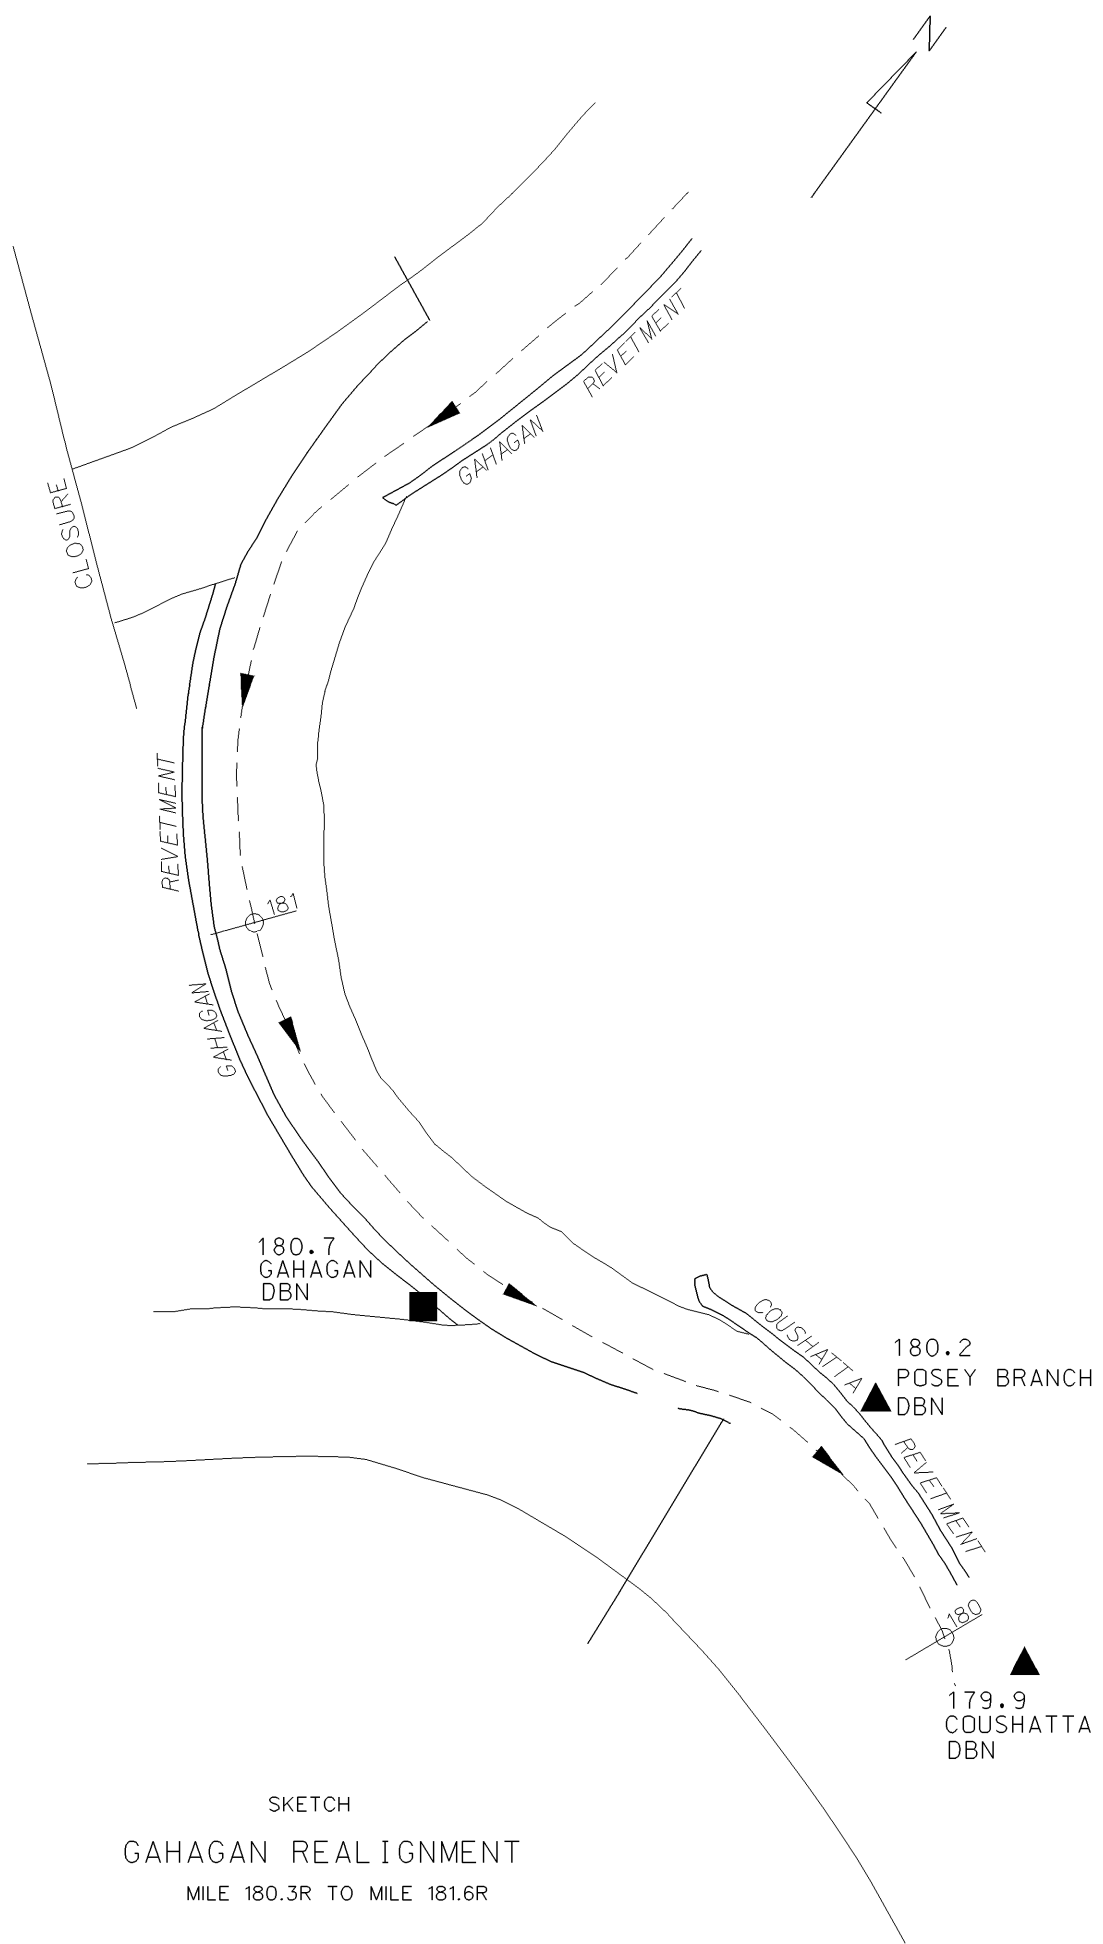 N
GAHAGAN REVETMENT
CLOSURE
REVETMENT
181
GAHAGAN
180.7
GAHAGAN
DBN
COUSHATTA
180.2
POSEY BRANCH
DBN
REVETMENT
180
179.9
COUSHATTA
DBN
SKETCH
GAHAGAN REALIGNMENT
MILE 180.3R TO MILE 181.6R